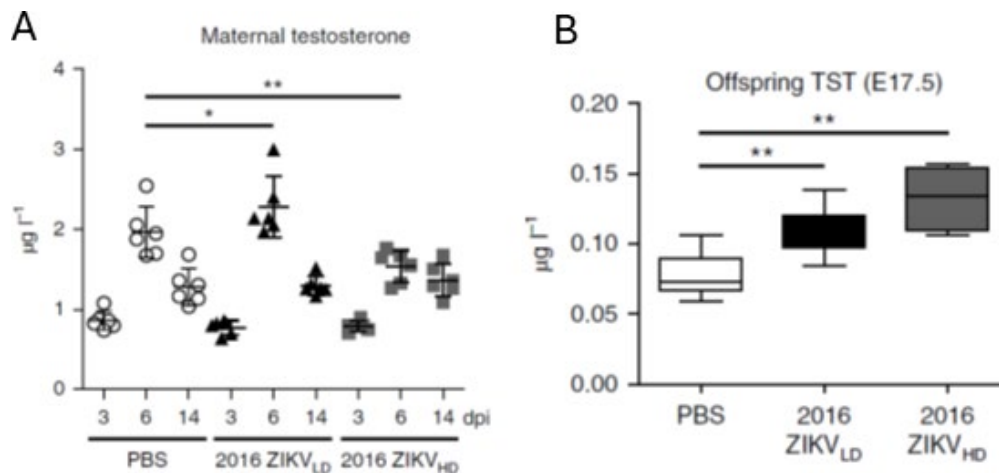 A
Maternal testosterone
4
**
*
3
2
1
0
µg l⁻¹
3 6 14 3 6 14 3 6 14 dpi
PBS 2016 ZIKV_LD 2016 ZIKV_HD
B
Offspring TST (E17.5)
0.20
**
**
0.15
0.10
0.05
0.00
µg l⁻¹
PBS 2016 2016
ZIKV_LD ZIKV_HD